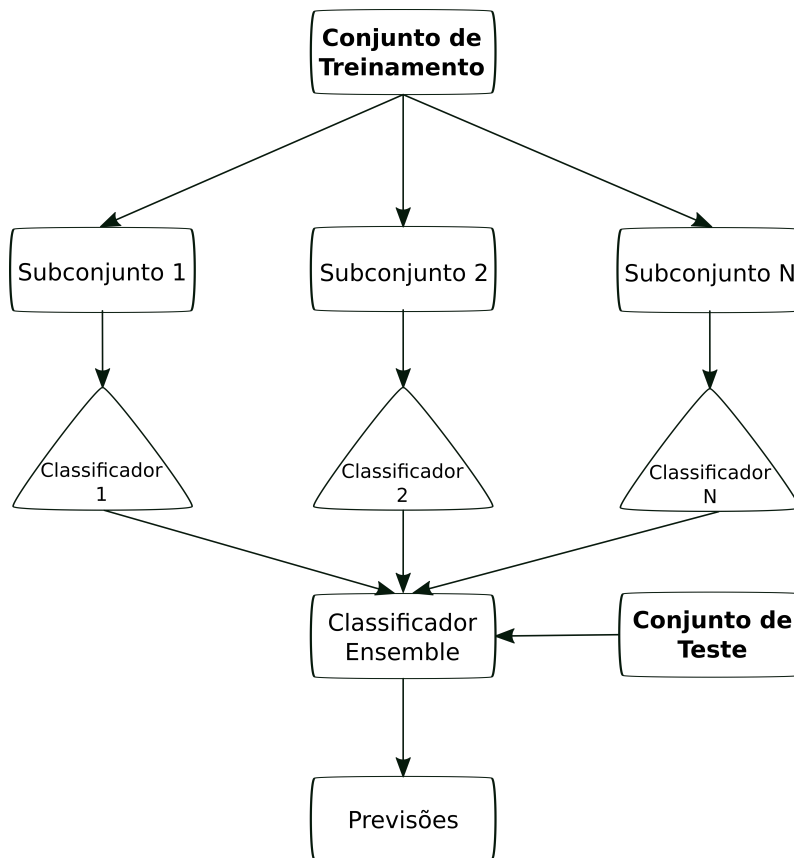 Conjunto de
Treinamento
Subconjunto 1
Subconjunto 2
Subconjunto N
Classificador
1
Classificador
2
Classificador
N
Classificador
Ensemble
Conjunto de
Teste
Previsões